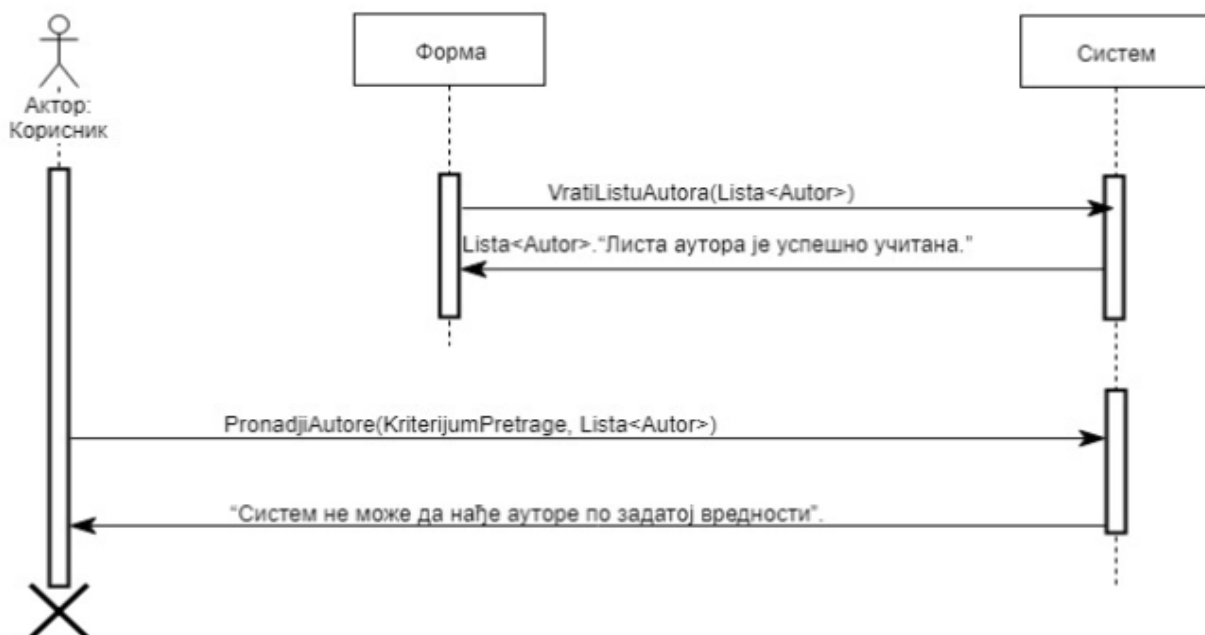 Актор:
Корисник
Форма
Систем
VratiListuAutora(Lista<Autor>)
Lista<Autor>.“Листа аутора је успешно учитана.”
PronadjiAutore(KriterijumPretrage, Lista<Autor>)
“Систем не може да нађе ауторе по задатој вредности”.